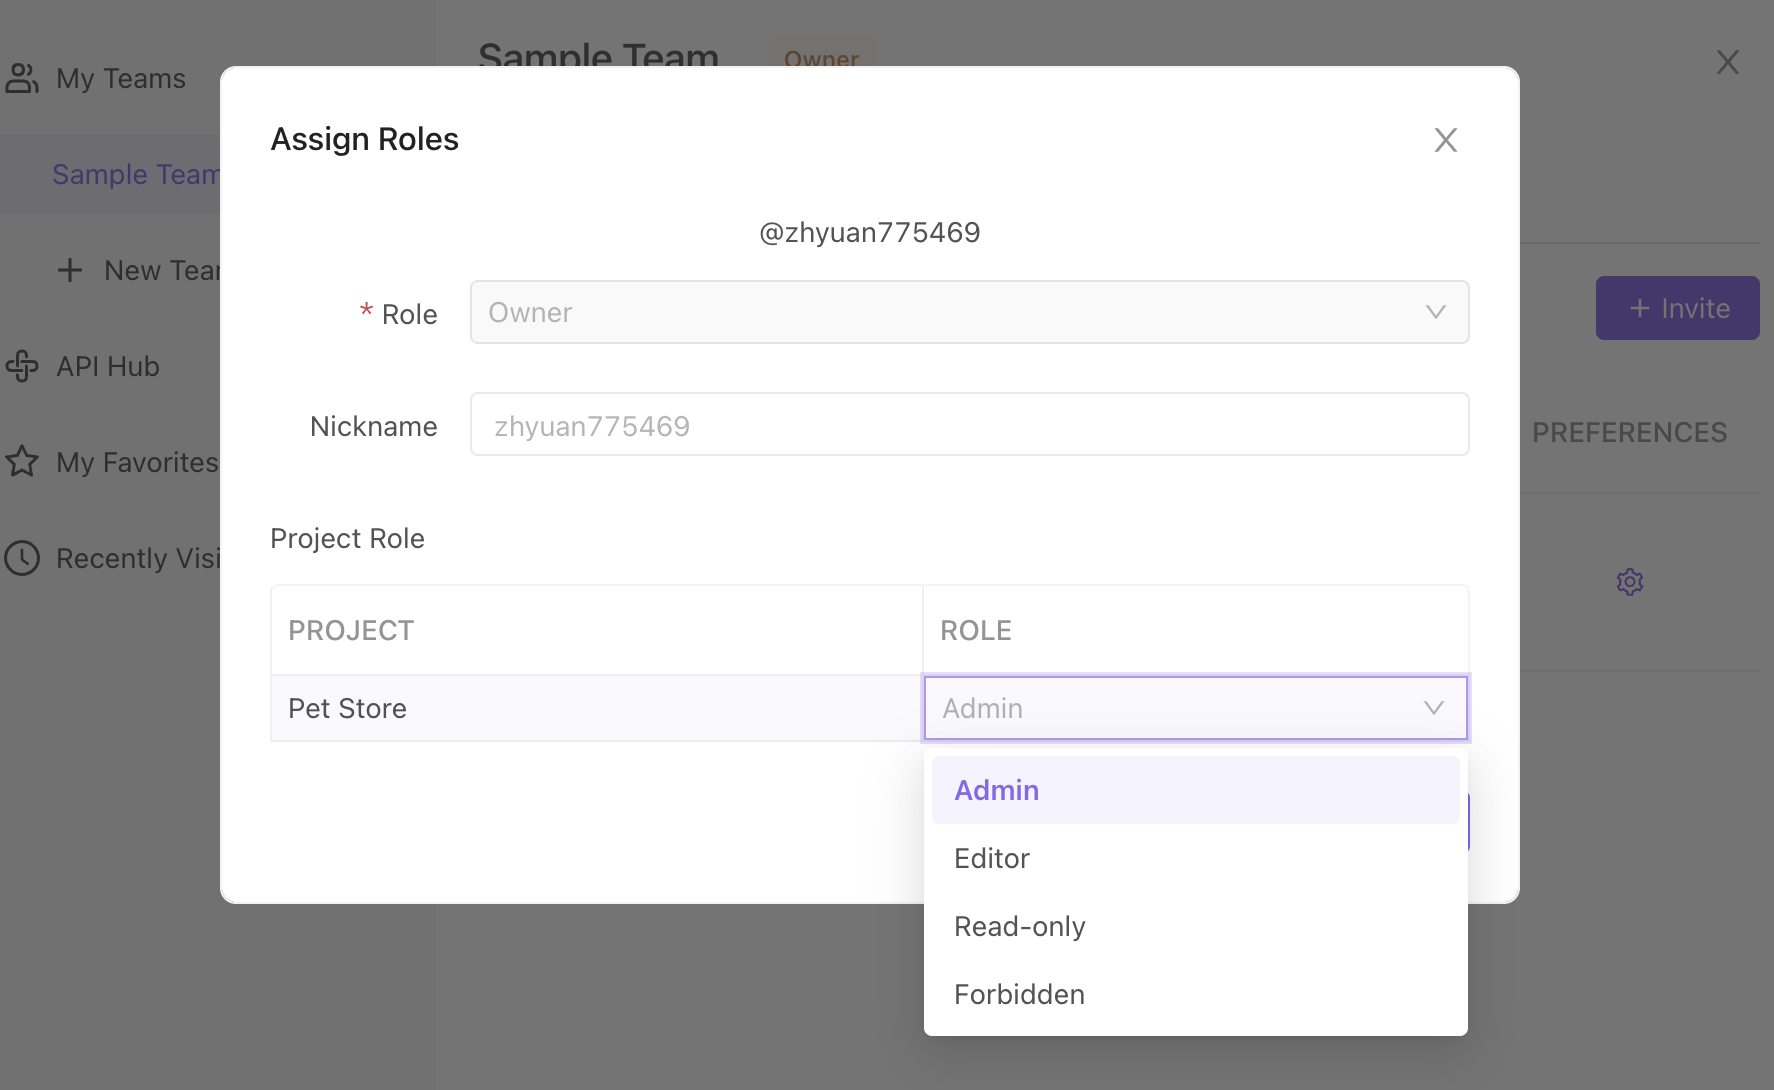 My Teams
Sample Team
New Tea
API Hub
My Favorites
Recently Visi
Sample Team
Owner
Assign Roles
@zhyuan775469
* Role
Owner
Nickname
zhyuan775469
Project Role
PROJECT
ROLE
Pet Store
Admin
Admin
Editor
Read-only
Forbidden
+ Invite
PREFERENCES